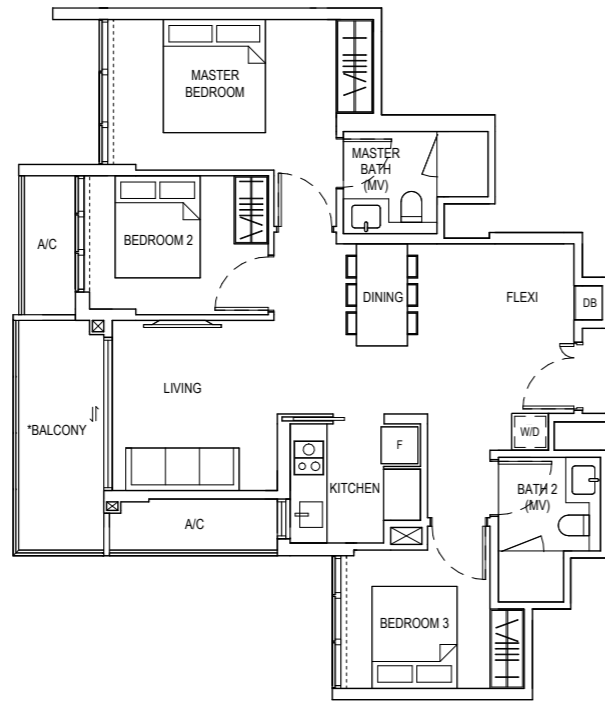 MASTER
BEDROOM
MASTER
BATH
(MV)
BEDROOM 2
A/C
DINING
FLEXI
DB
LIVING
*BALCONY
W/D
F
KITCHEN
BATH 2
(MV)
A/C
BEDROOM 3